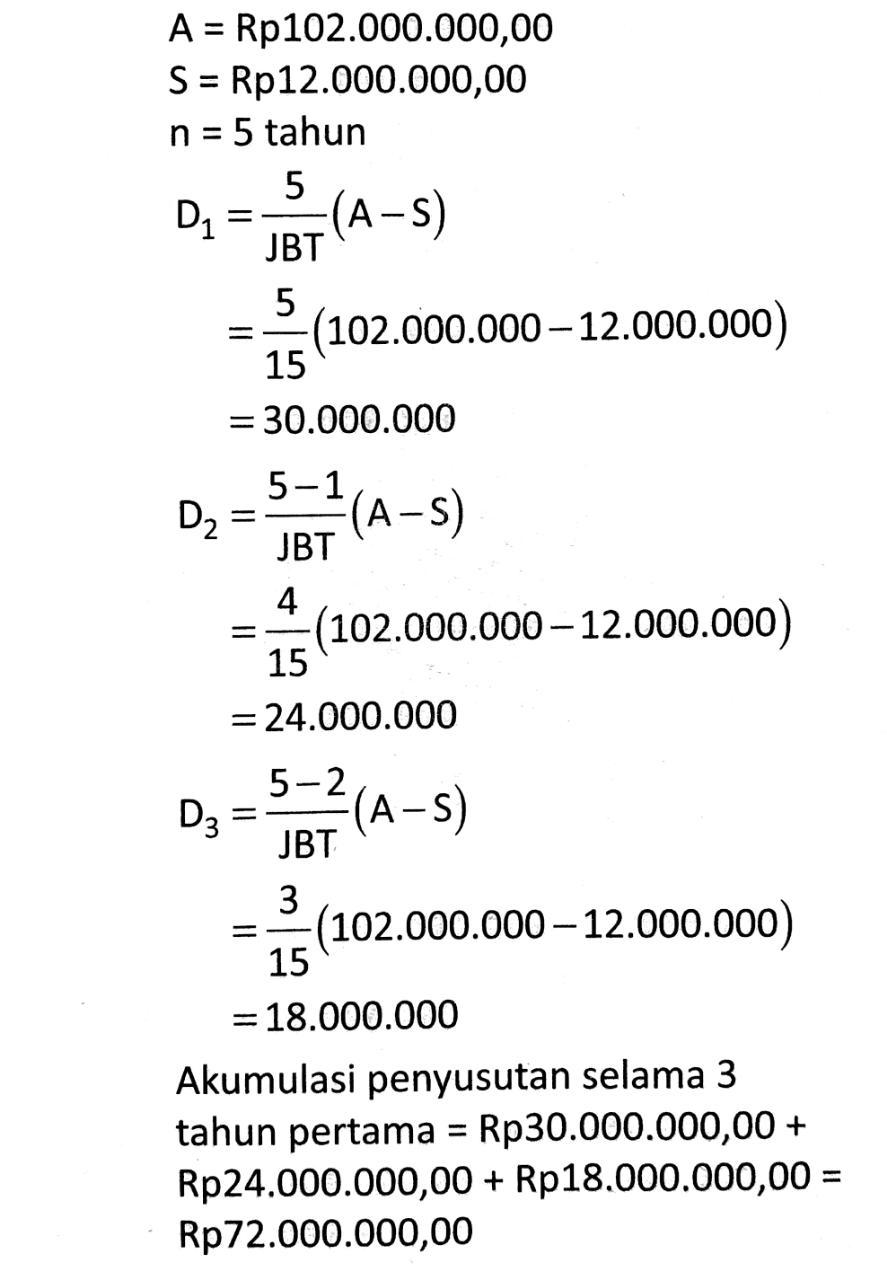 A = Rp102.000.000,00
S = Rp12.000.000,00
n = 5 tahun
D₁ = 5/JBT (A – S)
= 5/15 (102.000.000 – 12.000.000)
= 30.000.000
D₂ = 5–1/JBT (A – S)
= 4/15 (102.000.000 – 12.000.000)
= 24.000.000
D₃ = 5–2/JBT (A – S)
= 3/15 (102.000.000 – 12.000.000)
= 18.000.000
Akumulasi penyusutan selama 3
tahun pertama = Rp30.000.000,00 +
Rp24.000.000,00 + Rp18.000.000,00 =
Rp72.000.000,00